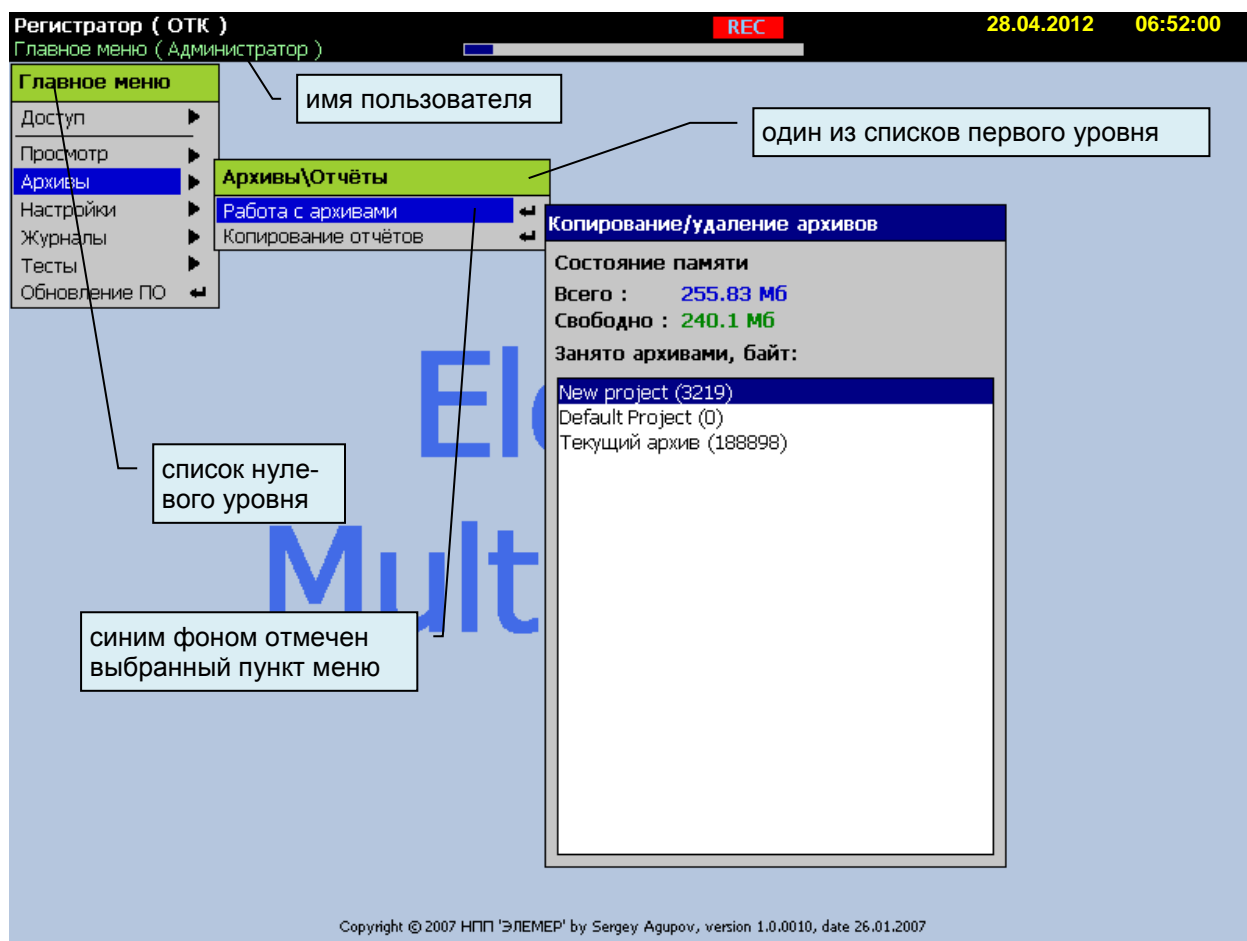 Регистратор ( ОТК )
REC
28.04.2012 06:52:00
Главное меню ( Администратор )
Главное меню
имя пользователя
один из списков первого уровня
Доступ
Просмотр
Архивы
Настройки
Журналы
Тесты
Обновление ПО
Архивы\Отчёты
Работа с архивами
Копирование отчётов
Копирование/удаление архивов
Состояние памяти
Всего : 255.83 Мб
Свободно : 240.1 Мб
Занято архивами, байт:
New project (3219)
Default Project (0)
Текущий архив (188898)
El
список нуле-
вого уровня
Mult
синим фоном отмечен
выбранный пункт меню
Copyright © 2007 НПП 'ЭЛЕМЕР' by Sergey Agupov, version 1.0.0010, date 26.01.2007